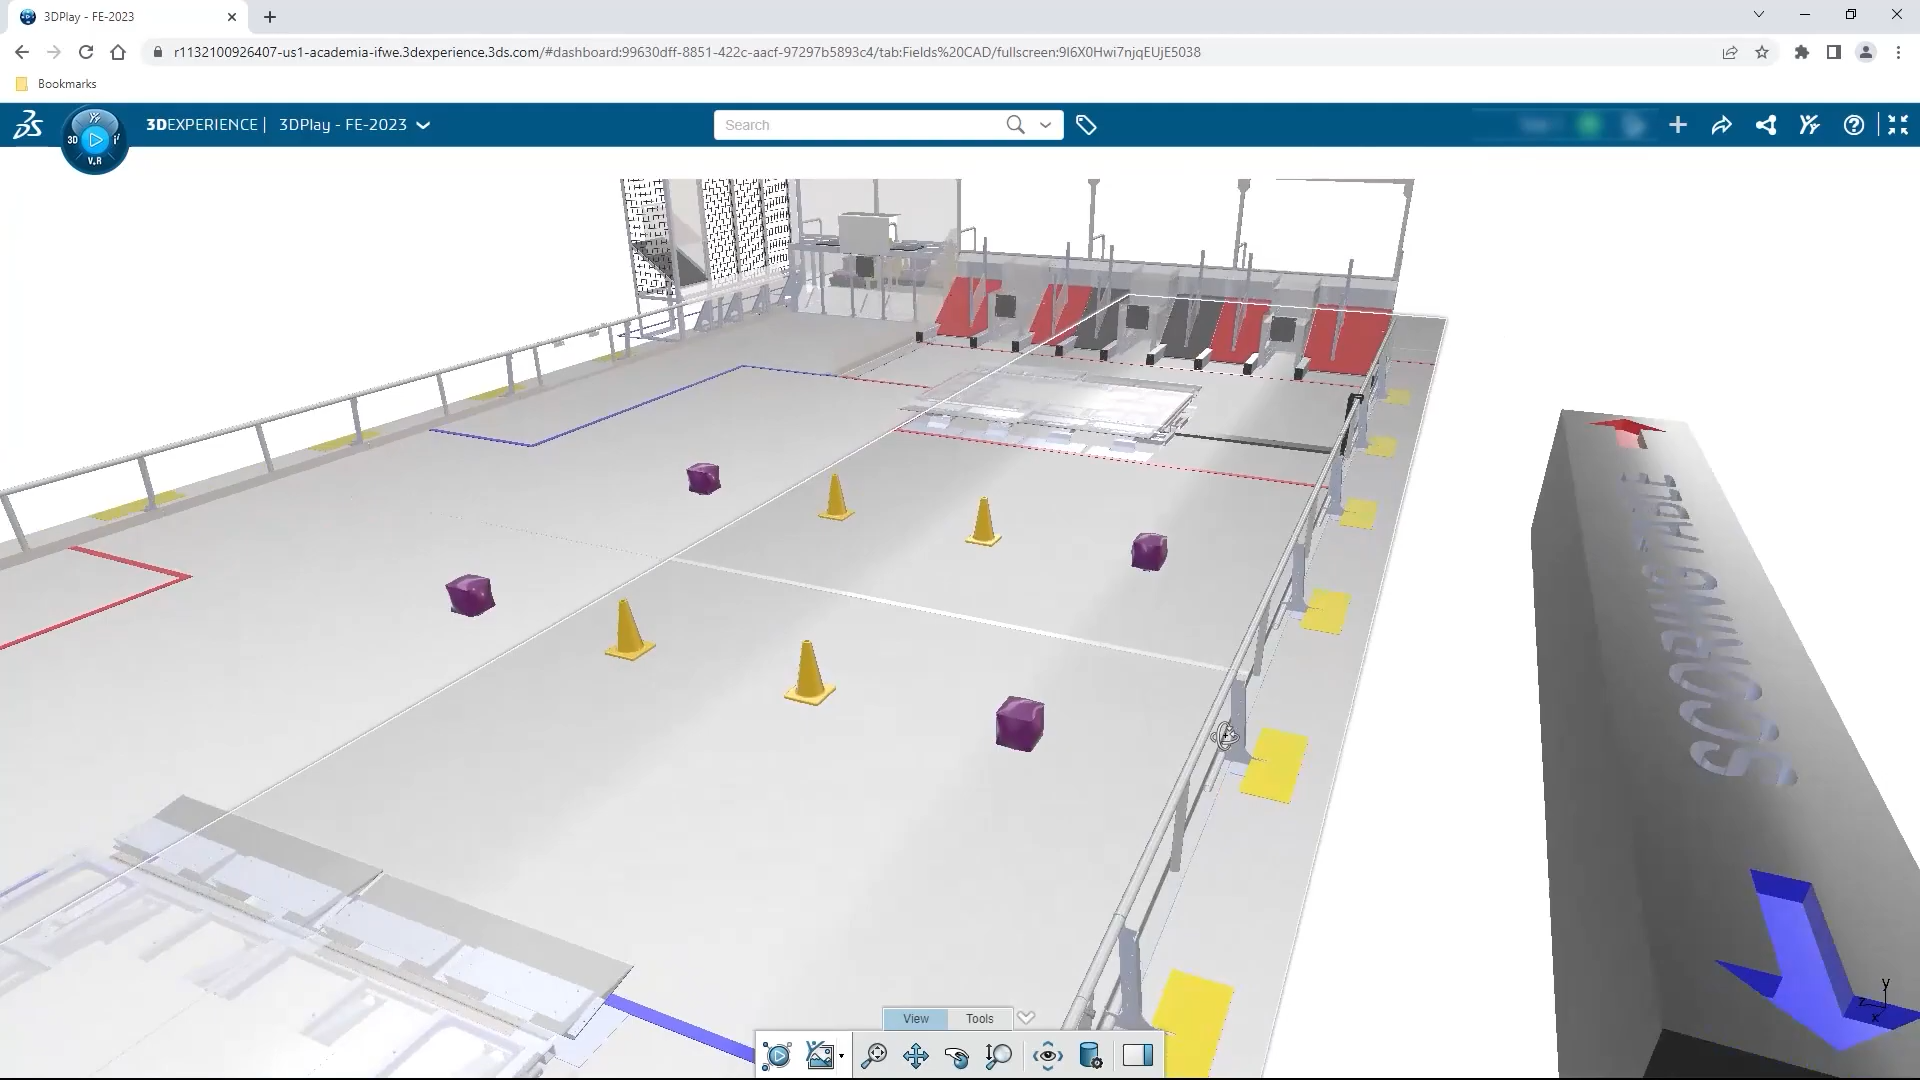 3DPlay - FE-2023
r1132100926407-us1-academia-ifwe.3dexperience.3ds.com/#dashboard:99630dff-8851-422c-aacf-97297b5893c4/tab:Fields%20CAD/fullscreen:9I6X0Hwi7njqEUjE5038
Bookmarks
3DEXPERIENCE | 3DPlay - FE-2023
Search
3D
V.R
SCORING TABLE
View
Tools
y
z
x